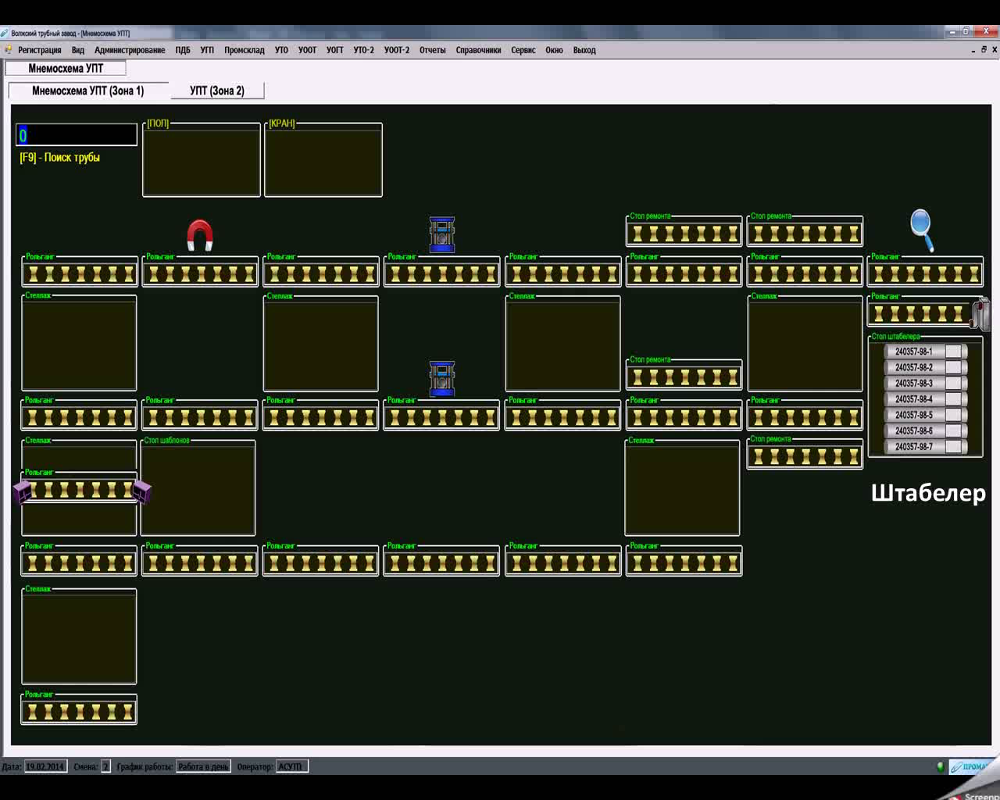 Волжский трубный завод - [Мнемосхема УПТ]
Регистрация Вид Администрирование ПДБ УГП Промсклад УТО УООТ УОГТ УТО-2 УООТ-2 Отчеты Справочники Сервис Окно Выход
Мнемосхема УПТ
Мнемосхема УПТ (Зона 1) УПТ (Зона 2)
0 [ПОП] [КРАН]
[F9] - Поиск трубы
Стол ремонта Стол ремонта
Рольганг Рольганг Рольганг Рольганг Рольганг Рольганг Рольганг Рольганг
Стеллаж Стеллаж Стеллаж Стеллаж Рольганг
Стол штабелера
240357-98-1
Стол ремонта
240357-98-2
240357-98-3
240357-98-4
Рольганг Рольганг Рольганг Рольганг Рольганг Рольганг Рольганг
240357-98-5
240357-98-6
Стеллаж Стол шаблонов Стеллаж Стол ремонта
240357-98-7
Рольганг
Штабелер
Рольганг Рольганг Рольганг Рольганг Рольганг Рольганг
Стеллаж
Рольганг
Дата: 19.02.2014 Смена: 2 График работы: Работа в день Оператор: АСУТП